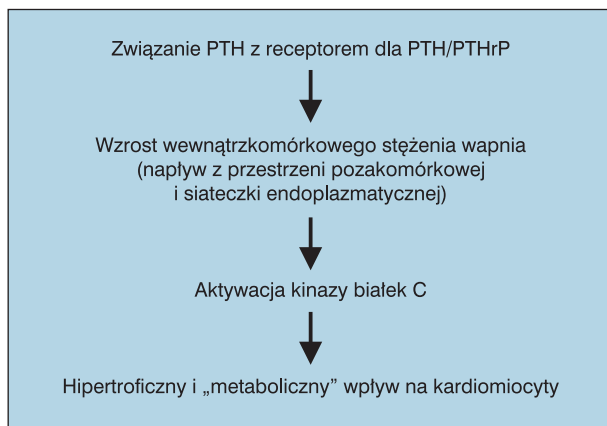 Związanie PTH z receptorem dla PTH/PTHrP
Wzrost wewnątrzkomórkowego stężenia wapnia
(napływ z przestrzeni pozakomórkowej
i siateczki endoplazmatycznej)
Aktywacja kinazy białek C
Hipertroficzny i „metaboliczny” wpływ na kardiomiocyty